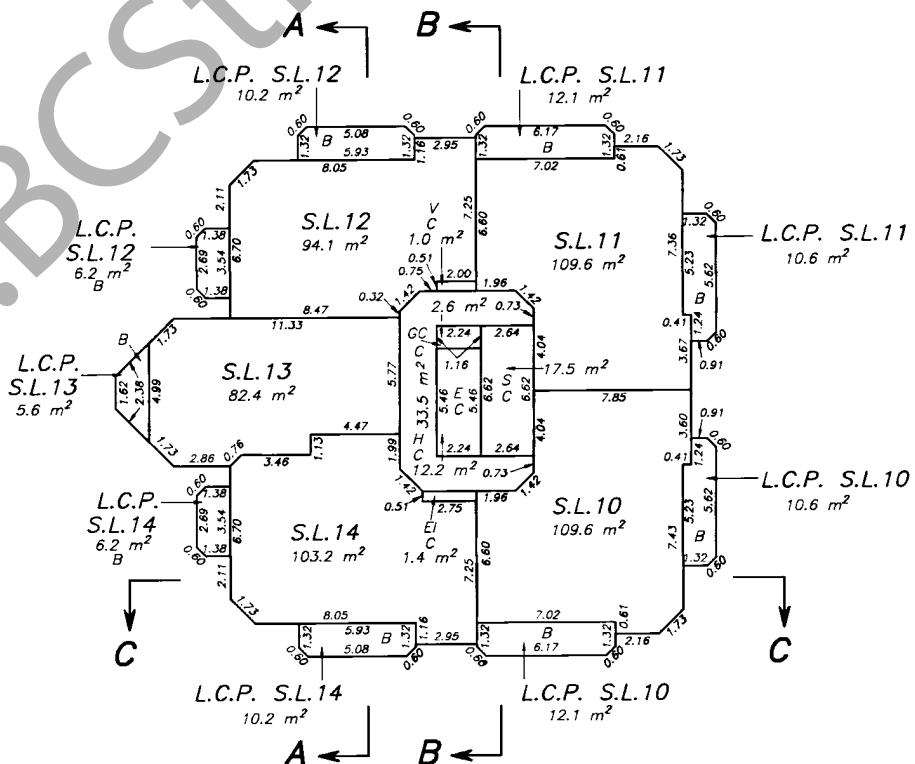 A B
L.C.P. S.L.12
10.2 m²
L.C.P. S.L.11
12.1 m²
0.60 5.08 0.60
B
1.32 5.93 1.16
8.05
2.95
0.60 6.17 0.60
1.32 B 1.32
7.02 0.61
2.16
1.73
1.73
2.11
L.C.P.
S.L.12
6.2 m²
B
0.60
1.38
2.69 3.54 6.70
1.38
0.60
S.L.12
94.1 m²
V
C
1.0 m²
7.25 6.60
0.51
0.75
2.00
S.L.11
109.6 m²
7.36 5.23
1.32
0.60
5.62
B
1.24
0.60
L.C.P. S.L.11
10.6 m²
0.41
3.67
0.91
0.32
1.42
1.96
1.42
2.6 m²
0.73
8.47
11.33
1.73
B
L.C.P.
S.L.13
5.6 m²
1.62 2.38 4.99
S.L.13
82.4 m²
5.77
GC
C
2.24 2.64
1.16
4.04
17.5 m²
33.5 m²
H
C
5.46
E
C
5.46
6.62
S
C
6.62
7.85
2.24 2.64
4.04
12.2 m²
0.73
1.73
2.86
0.76
3.46
1.13
4.47
1.99
1.42
0.51
2.75
1.96
1.42
EI
C
1.4 m²
3.60
0.91
0.41
1.24
0.60
7.43 5.23 5.62
B
1.32
0.60
L.C.P. S.L.10
10.6 m²
L.C.P.
S.L.14
6.2 m²
B
0.60
1.38
2.69 3.54 6.70
1.38
0.60
2.11
S.L.14
103.2 m²
7.25 6.60
S.L.10
109.6 m²
1.73
8.05
1.32 5.93 1.32 1.16
B
0.60 5.08 0.60
2.95
7.02 0.61
1.32 B 1.32
0.60 6.17 0.60
2.16
1.73
C C
L.C.P. S.L.14
10.2 m²
L.C.P. S.L.10
12.1 m²
A B